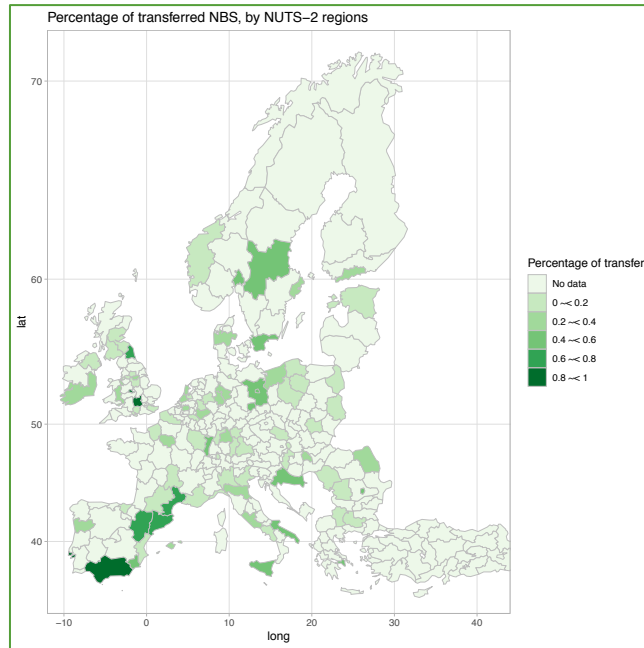 Percentage of transferred NBS, by NUTS−2 regions
70
60
50
40
lat
−10 0 10 20 30 40
long
Percentage of transfer
No data
0 ~< 0.2
0.2 ~< 0.4
0.4 ~< 0.6
0.6 ~< 0.8
0.8 ~< 1